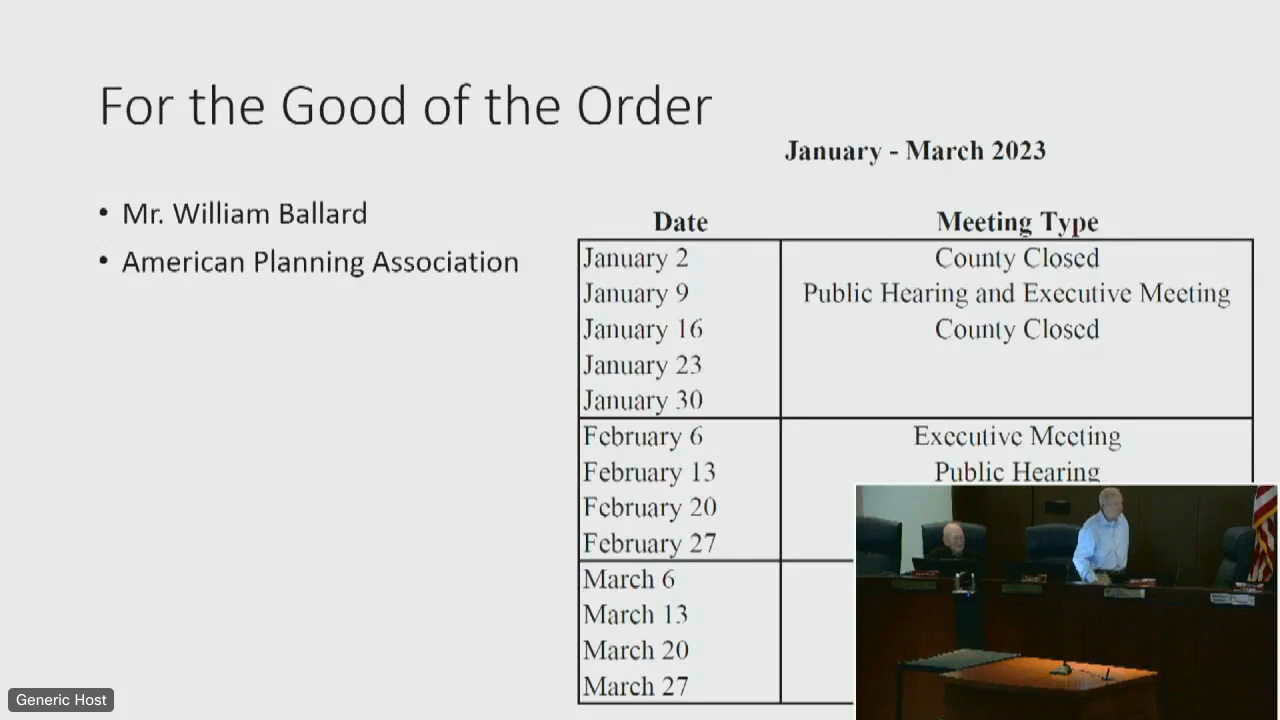 For the Good of the Order
• Mr. William Ballard
• American Planning Association
January - March 2023
Date Meeting Type
January 2 County Closed
January 9 Public Hearing and Executive Meeting
January 16 County Closed
January 23
January 30
February 6 Executive Meeting
February 13 Public Hearing
February 20
February 27
March 6
March 13
March 20
March 27
Generic Host